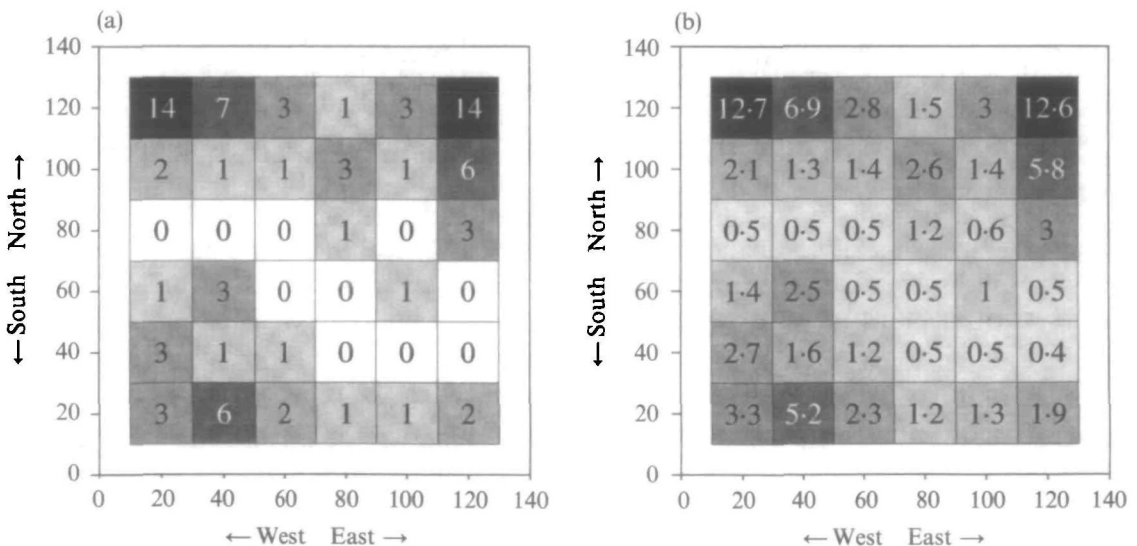 (a)
140
120
100
80
60
40
20
0
14 7 3 1 3 14
2 1 1 3 1 6
0 0 0 1 0 3
1 3 0 0 1 0
3 1 1 0 0 0
3 6 2 1 1 2
0 20 40 60 80 100 120 140
← West East →
← South North →
(b)
140
120
100
80
60
40
20
0
12·7 6·9 2·8 1·5 3 12·6
2·1 1·3 1·4 2·6 1·4 5·8
0·5 0·5 0·5 1·2 0·6 3
1·4 2·5 0·5 0·5 1 0·5
2·7 1·6 1·2 0·5 0·5 0·4
3·3 5·2 2·3 1·2 1·3 1·9
0 20 40 60 80 100 120 140
← West East →
← South North →